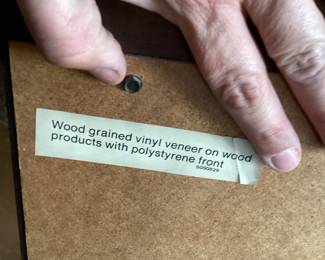 Wood grained vinyl veneer on wood
products with polystyrene front